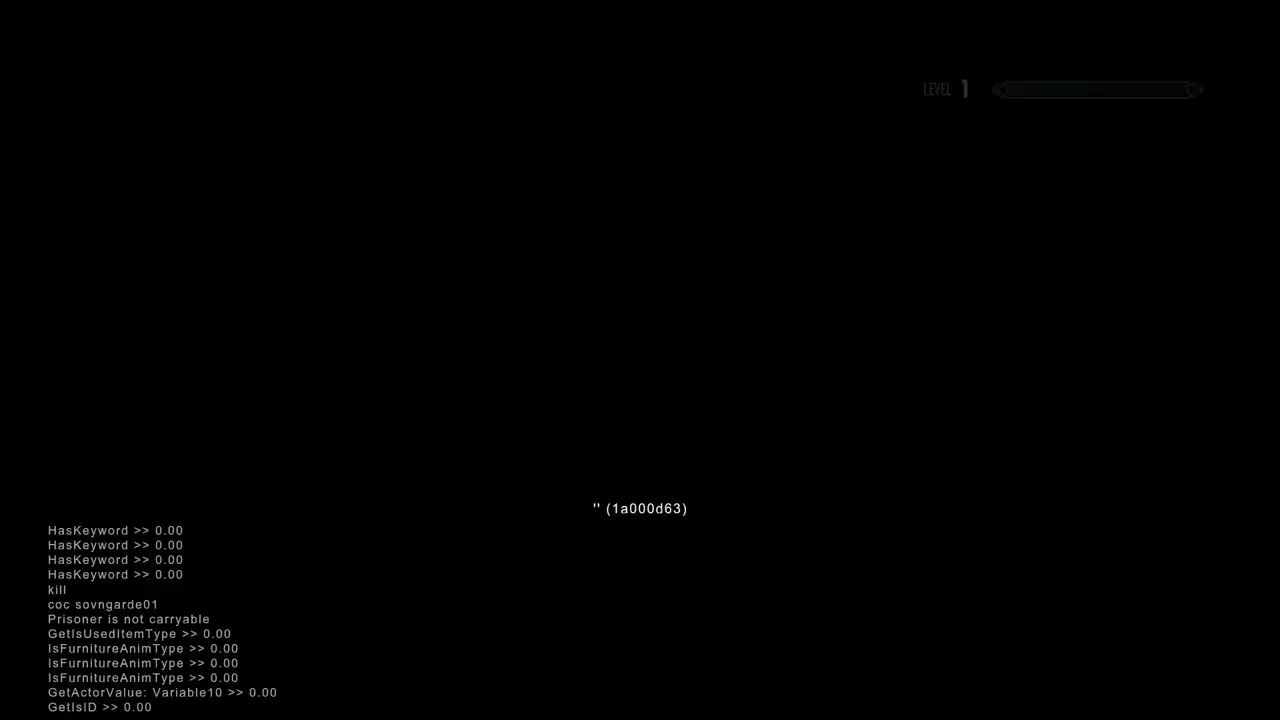 LEVEL 1
'' (1a000d63)
HasKeyword >> 0.00
HasKeyword >> 0.00
HasKeyword >> 0.00
HasKeyword >> 0.00
kill
coc sovngarde01
Prisoner is not carryable
GetIsUsedItemType >> 0.00
IsFurnitureAnimType >> 0.00
IsFurnitureAnimType >> 0.00
IsFurnitureAnimType >> 0.00
GetActorValue: Variable10 >> 0.00
GetIsID >> 0.00